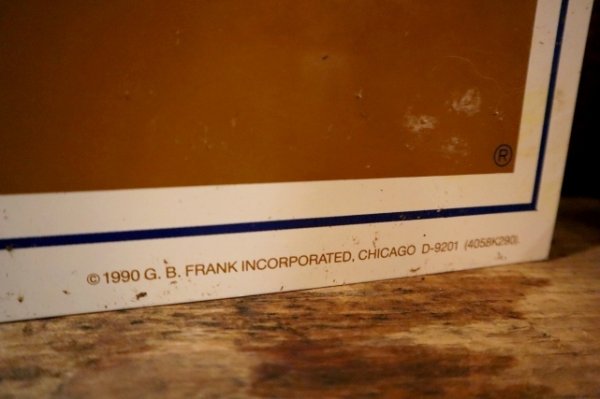 ®
© 1990 G. B. FRANK INCORPORATED, CHICAGO D-9201 (4058K290).